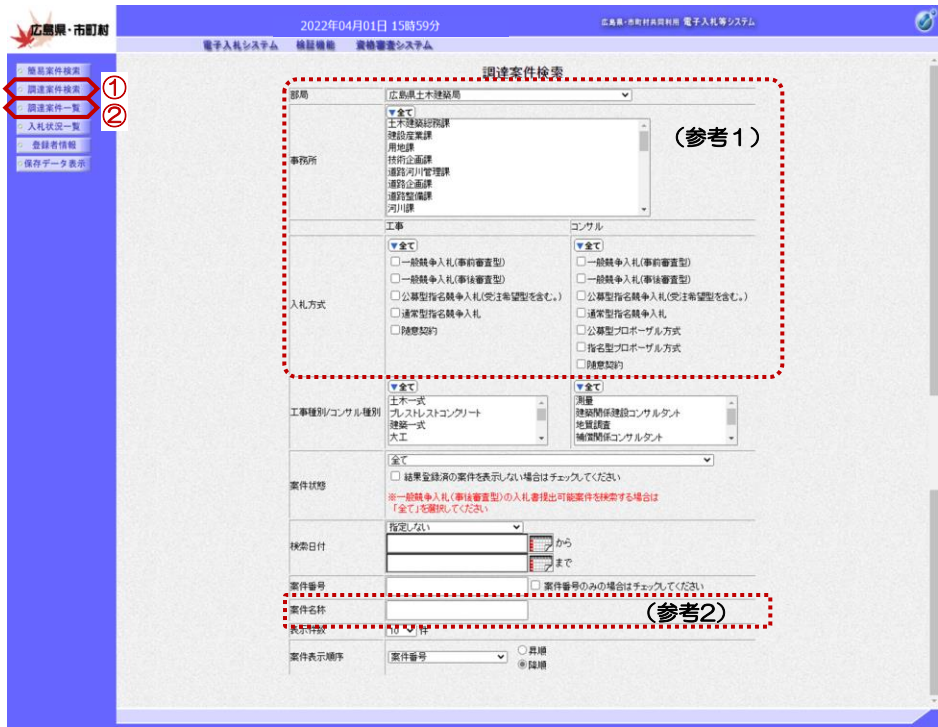 広島県・市町村
2022年04月01日 15時59分
広島県・市町村共同利用 電子入札等システム
電子入札システム 検証機能 資格審査システム
簡易案件検索
調達案件検索
①
調達案件一覧
②
入札状況一覧
登録者情報
保存データ表示
調達案件検索
部局 広島県土木建築局
事務所
▼全て
土木建築総務課
建設産業課
用地課
技術企画課
道路河川管理課
道路企画課
道路整備課
河川課
（参考１）
工事 コンサル
入札方式
▼全て
一般競争入札(事前審査型)
一般競争入札(事後審査型)
公募型指名競争入札(受注希望型を含む。)
通常型指名競争入札
随意契約
▼全て
一般競争入札(事前審査型)
一般競争入札(事後審査型)
公募型指名競争入札(受注希望型を含む。)
通常型指名競争入札
公募型プロポーザル方式
指名型プロポーザル方式
随意契約
工事種別/コンサル種別
▼全て
土木一式
プレストレストコンクリート
建築一式
大工
▼全て
測量
建築関係建設コンサルタント
地質調査
補償関係コンサルタント
案件状態
全て
結果登録済の案件を表示しない場合はチェックしてください
※一般競争入札(事後審査型)の入札書提出可能案件を検索する場合は
「全て」を選択してください
検索日付
指定しない
から
まで
案件番号 案件番号のみの場合はチェックしてください
案件名称
（参考２）
表示件数 10 件
案件表示順序 案件番号
昇順
降順